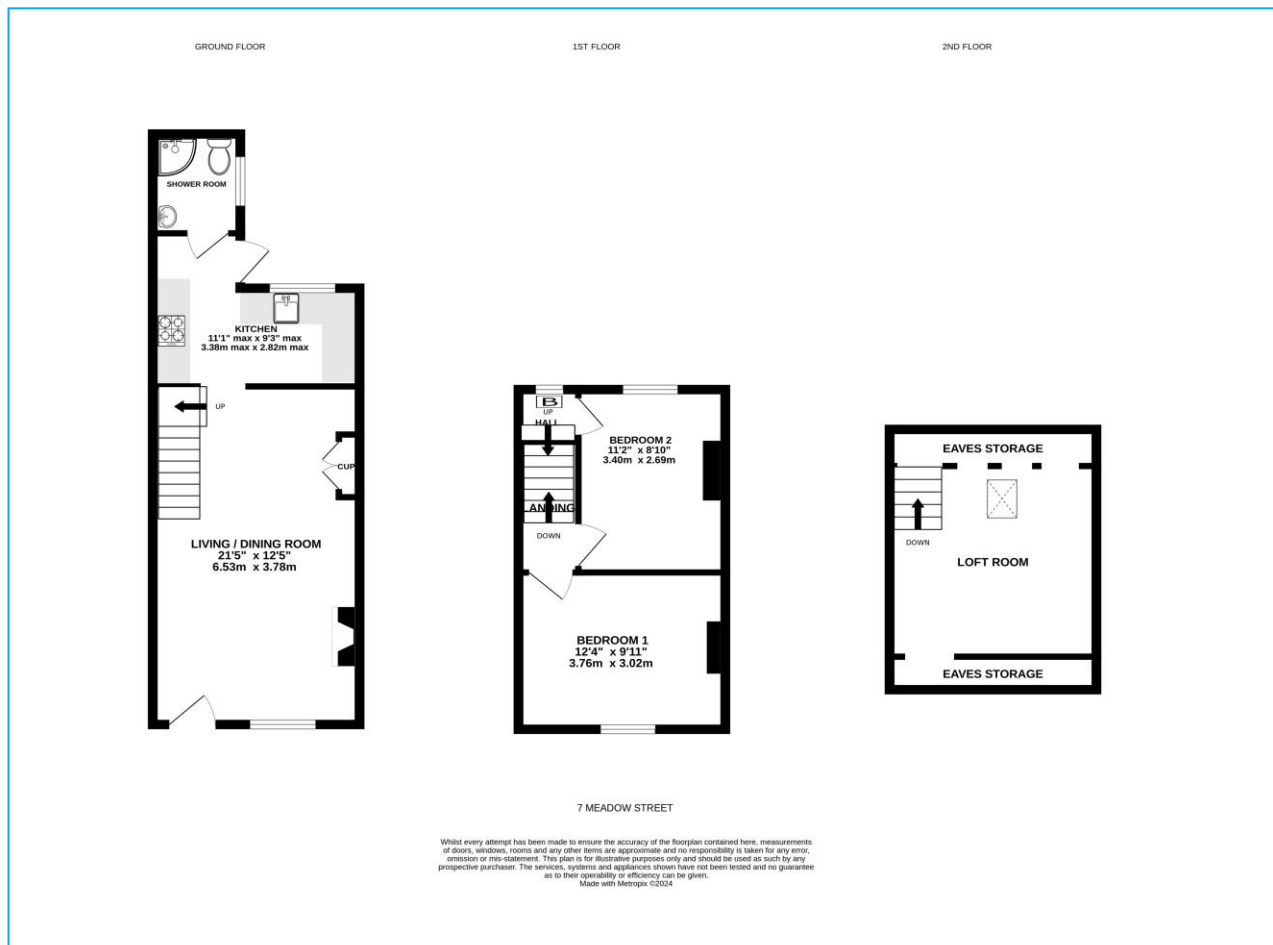 GROUND FLOOR
1ST FLOOR
2ND FLOOR
SHOWER ROOM
KITCHEN
11'1" max x 9'3" max
3.38m max x 2.82m max
UP
CUP
LIVING / DINING ROOM
21'5" x 12'5"
6.53m x 3.78m
B
UP
HALL
BEDROOM 2
11'2" x 8'10"
3.40m x 2.69m
LANDING
DOWN
BEDROOM 1
12'4" x 9'11"
3.76m x 3.02m
EAVES STORAGE
DOWN
LOFT ROOM
EAVES STORAGE
7 MEADOW STREET
Whilst every attempt has been made to ensure the accuracy of the floorplan contained here, measurements
of doors, windows, rooms and any other items are approximate and no responsibility is taken for any error,
omission or mis-statement. This plan is for illustrative purposes only and should be used as such by any
prospective purchaser. The services, systems and appliances shown have not been tested and no guarantee
as to their operability or efficiency can be given.
Made with Metropix ©2024